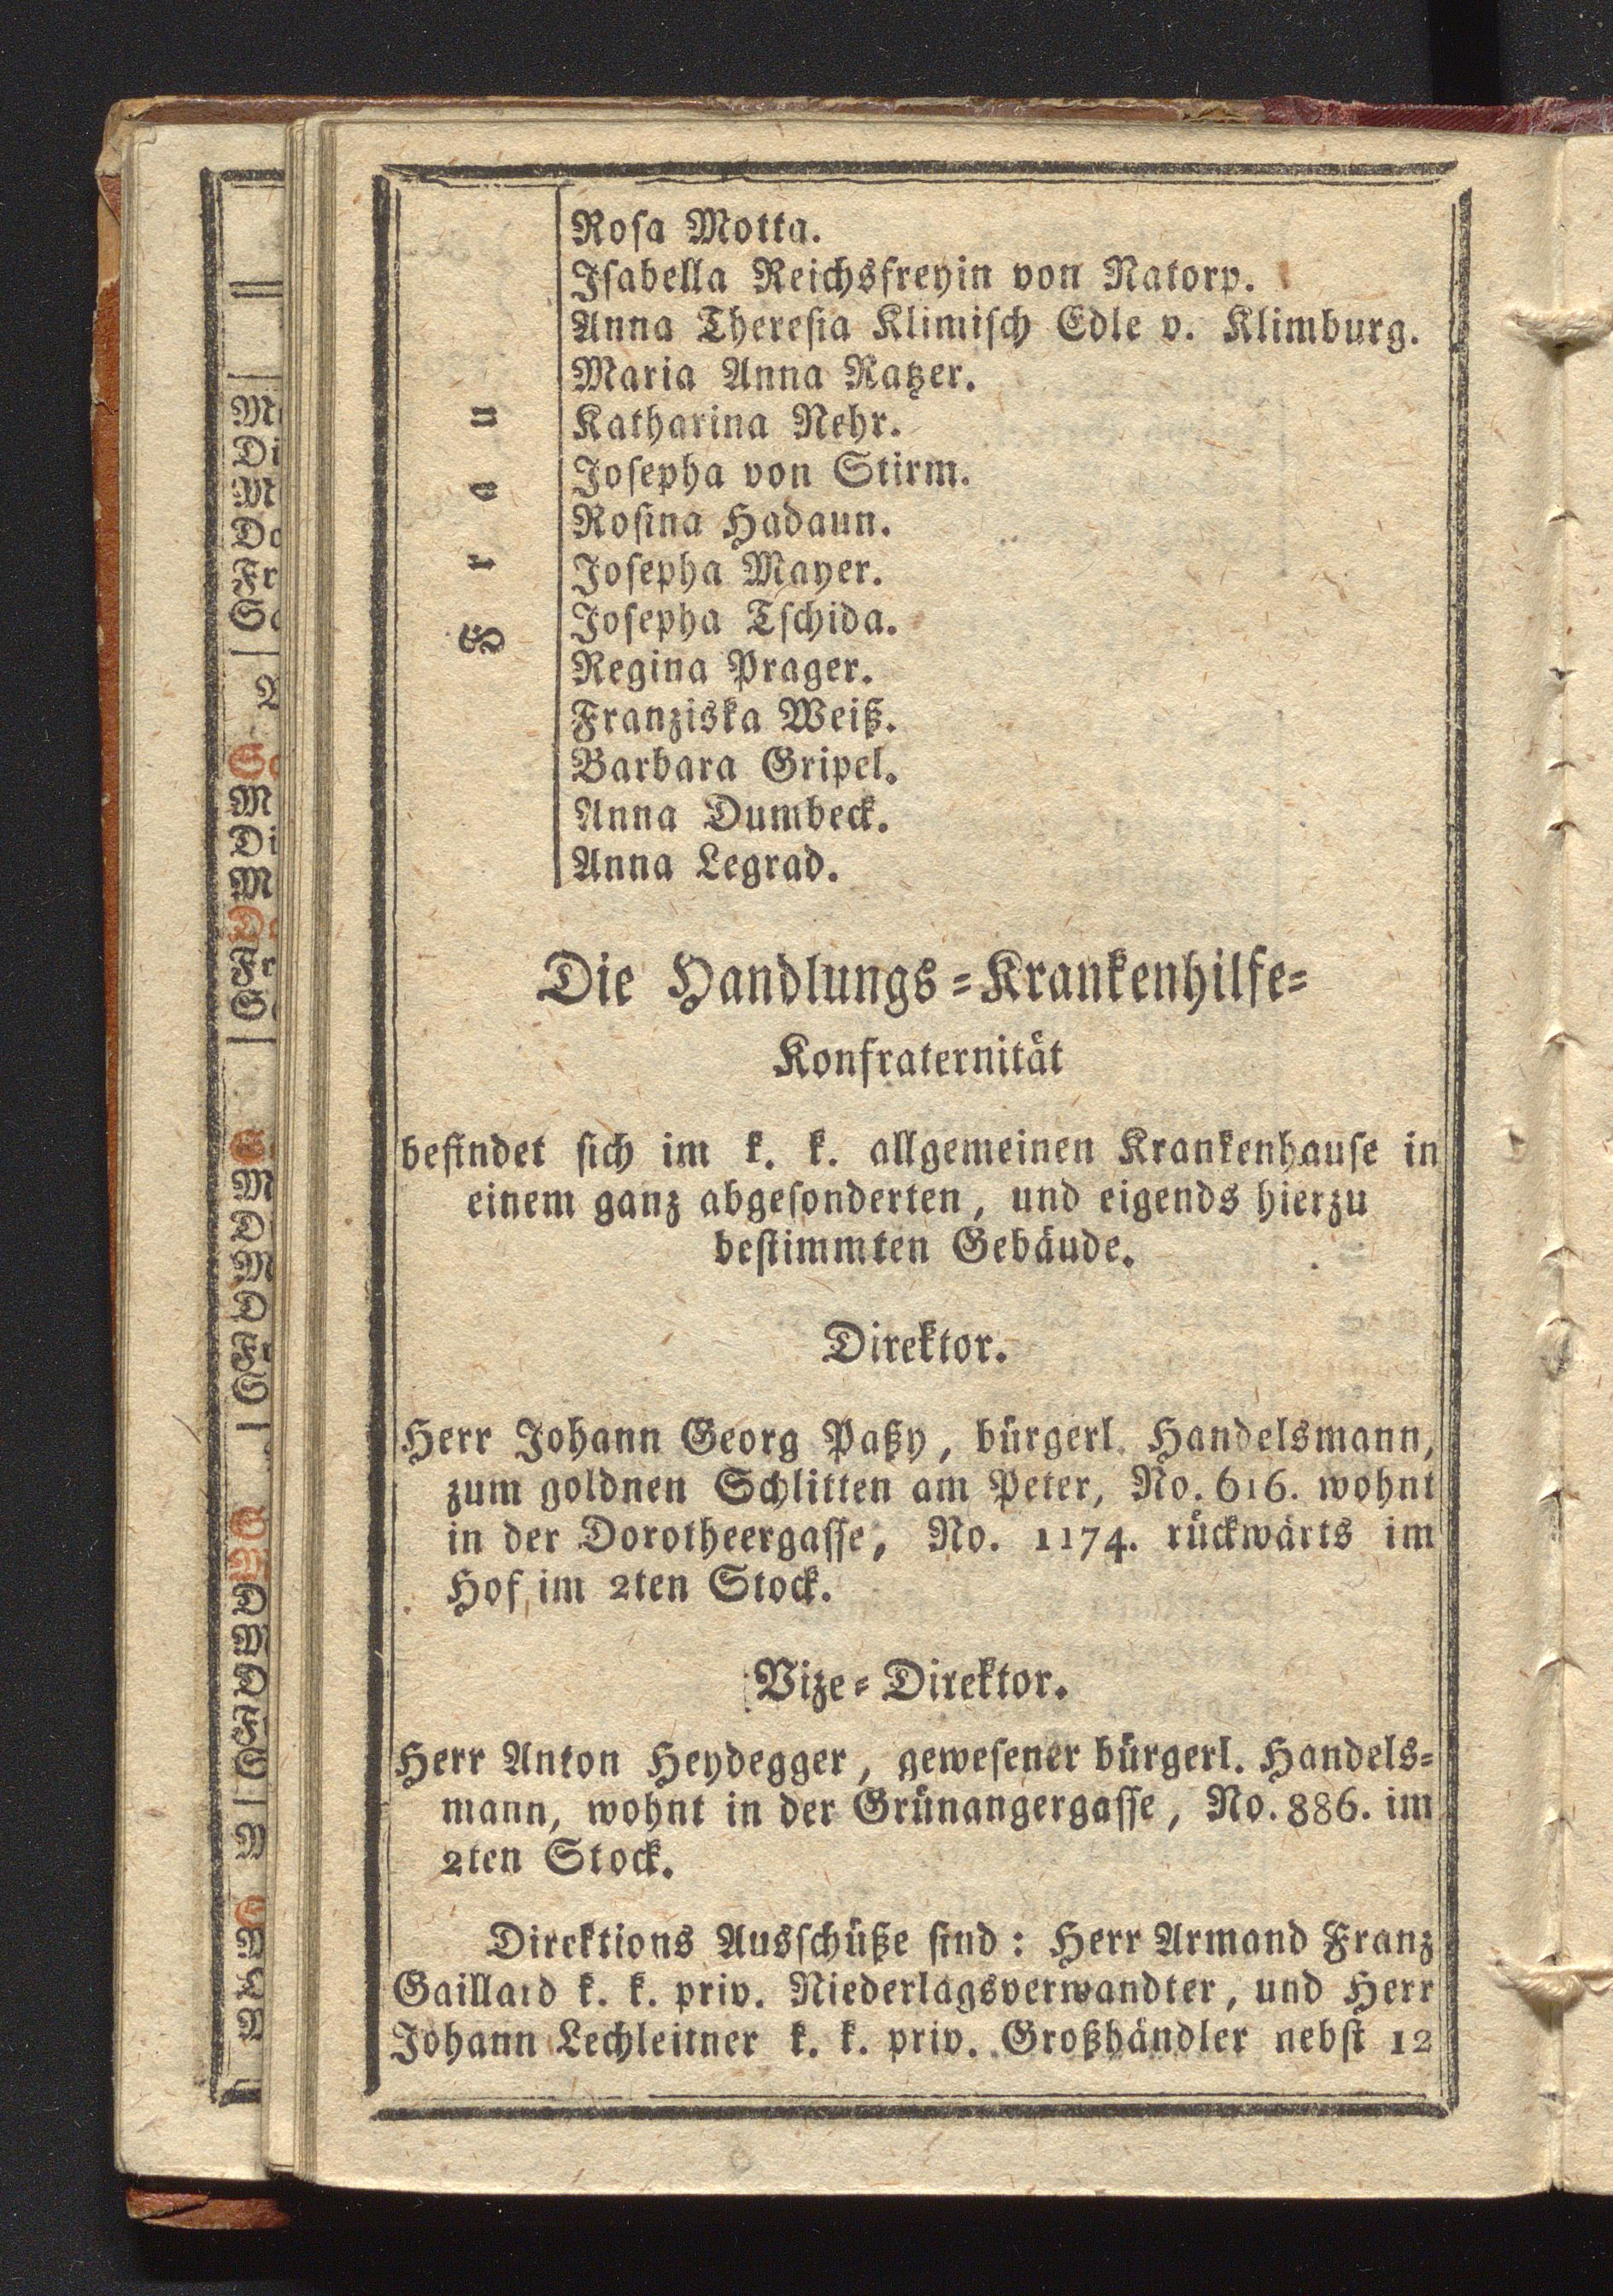 Frau
Rosa Motta.
Isabella Reichsfreyin von Natorp.
Anna Theresia Klimisch Edle v. Klimburg.
Maria Anna Ratzer.
Katharina Nehr.
Josepha von Stirm.
Rosina Hadaun.
Josepha Mayer.
Josepha Tschida.
Regina Prager.
Franziska Weiß.
Barbara Gripel.
Anna Dumbeck.
Anna Legrad.
Die Handlungs-Krankenhilfe-
Konfraternität
befindet sich im k. k. allgemeinen Krankenhause in
einem ganz abgesonderten, und eigends hierzu
bestimmten Gebäude.
Direktor.
Herr Johann Georg Paßy, bürgerl. Handelsmann,
zum goldnen Schlitten am Peter, No. 616. wohnt
in der Dorotheergasse, No. 1174. rückwärts im
Hof im 2ten Stock.
Vize-Direktor.
Herr Anton Heydegger, gewesener bürgerl. Handels-
mann, wohnt in der Grünangergasse, No. 886. im
2ten Stock.
Direktions Ausschüße sind: Herr Armand Franz
Gaillard k. k. priv. Niederlagsverwandter, und Herr
Johann Lechleitner k. k. priv. Großhändler nebst 12